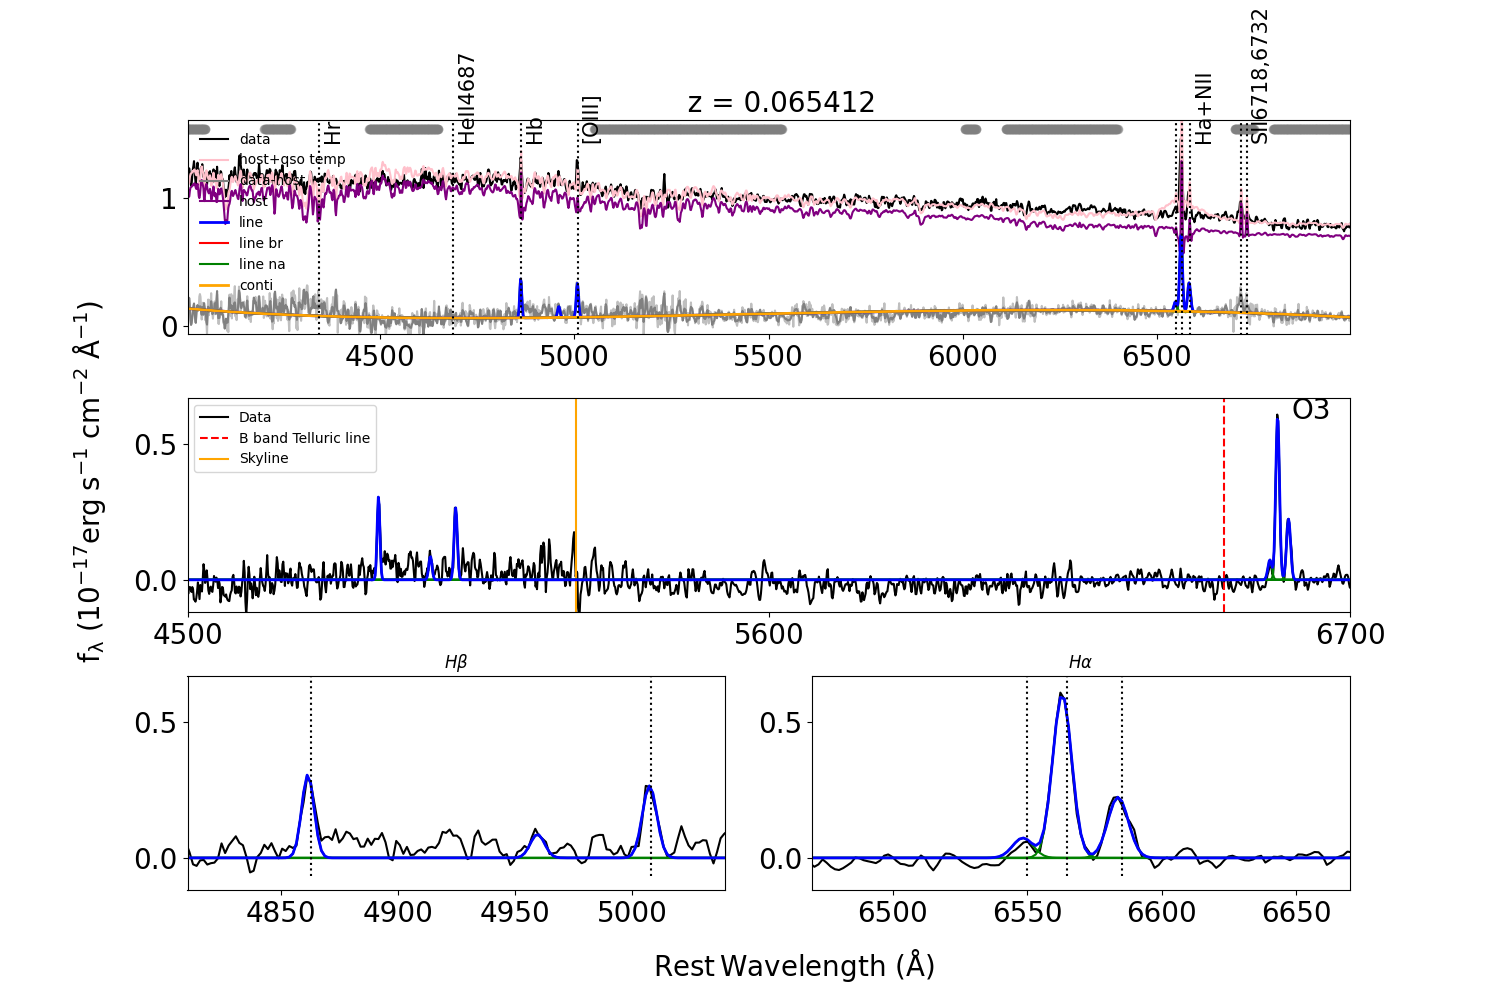 z = 0.065412
Hr
HeII4687
Hb
[OIII]
Ha+NII
SII6718,6732
data
host+qso temp
data-host
host
line
line br
line na
conti
1
0
4500 5000 5500 6000 6500
Data
B band Telluric line
Skyline
O3
0.5
0.0
4500 5600 6700
fλ (10⁻¹⁷erg s⁻¹ cm⁻² Å⁻¹)
Hβ
0.5
0.0
4850 4900 4950 5000
Hα
0.5
0.0
6500 6550 6600 6650
Rest Wavelength (Å)